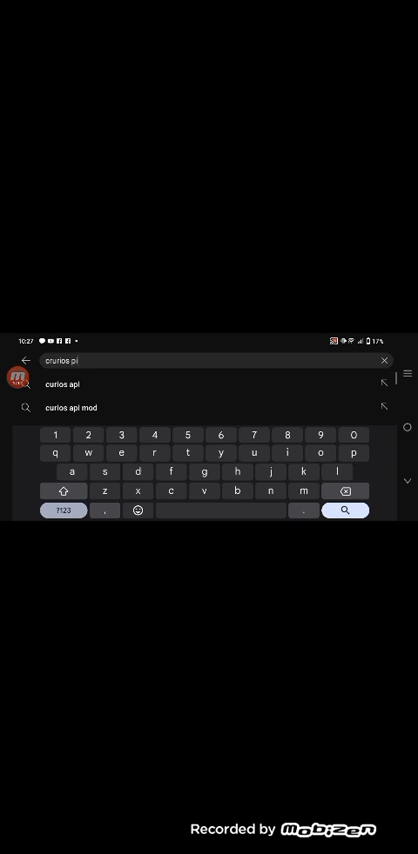 10:27 17%
crurios pí
curios api
curios api mod
1 2 3 4 5 6 7 8 9 0
q w e r t y u i o p
a s d f g h j k l
z x c v b n m
?123 , .
Recorded by mobizen